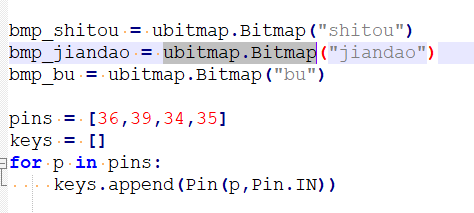 bmp_shitou = ubitmap.Bitmap("shitou")
bmp_jiandao = ubitmap.Bitmap("jiandao")
bmp_bu = ubitmap.Bitmap("bu")
pins = [36,39,34,35]
keys = []
for p in pins:
    keys.append(Pin(p,Pin.IN))